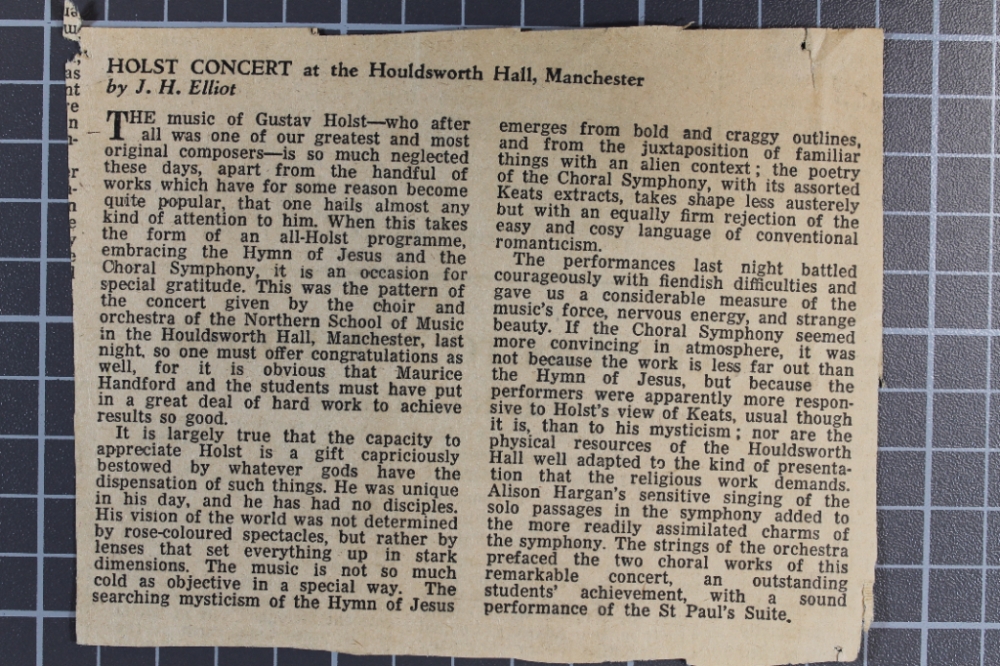 HOLST CONCERT at the Houldsworth Hall, Manchester
by J. H. Elliot
THE music of Gustav Holst—who after
all was one of our greatest and most
original composers—is so much neglected
these days, apart from the handful of
works which have for some reason become
quite popular, that one hails almost any
kind of attention to him. When this takes
the form of an all-Holst programme,
embracing the Hymn of Jesus and the
Choral Symphony, it is an occasion for
special gratitude. This was the pattern of
the concert given by the choir and
orchestra of the Northern School of Music
in the Houldsworth Hall, Manchester, last
night, so one must offer congratulations as
well, for it is obvious that Maurice
Handford and the students must have put
in a great deal of hard work to achieve
results so good.
It is largely true that the capacity to
appreciate Holst is a gift capriciously
bestowed by whatever gods have the
dispensation of such things. He was unique
in his day, and he has had no disciples.
His vision of the world was not determined
by rose-coloured spectacles, but rather by
lenses that set everything up in stark
dimensions. The music is not so much
cold as objective in a special way. The
searching mysticism of the Hymn of Jesus
emerges from bold and craggy outlines,
and from the juxtaposition of familiar
things with an alien context; the poetry
of the Choral Symphony, with its assorted
Keats extracts, takes shape less austerely
but with an equally firm rejection of the
easy and cosy language of conventional
romanticism.
The performances last night battled
courageously with fiendish difficulties and
gave us a considerable measure of the
music's force, nervous energy, and strange
beauty. If the Choral Symphony seemed
more convincing in atmosphere, it was
not because the work is less far out than
the Hymn of Jesus, but because the
performers were apparently more respon-
sive to Holst's view of Keats, usual though
it is, than to his mysticism; nor are the
physical resources of the Houldsworth
Hall well adapted to the kind of presenta-
tion that the religious work demands.
Alison Hargan's sensitive singing of the
solo passages in the symphony added to
the more readily assimilated charms of
the symphony. The strings of the orchestra
prefaced the two choral works of this
remarkable concert, an outstanding
students' achievement, with a sound
performance of the St Paul's Suite.